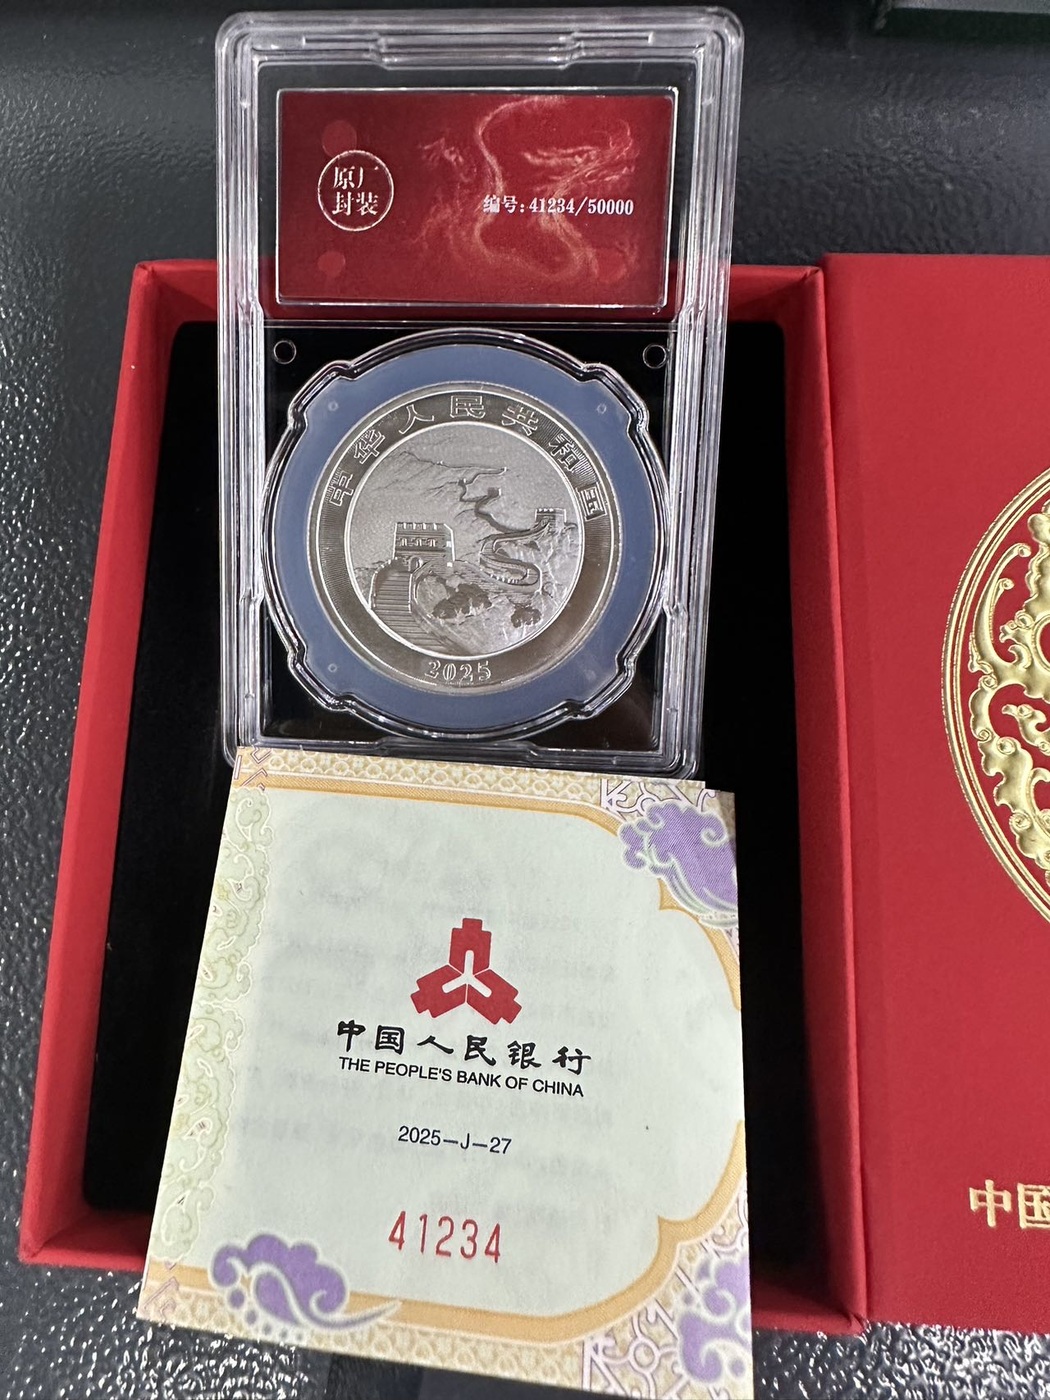 原厂
封装
编号:41234/50000
中华人民共和国
2025
中国人民银行
THE PEOPLE'S BANK OF CHINA
2025-J-27
41234
中国